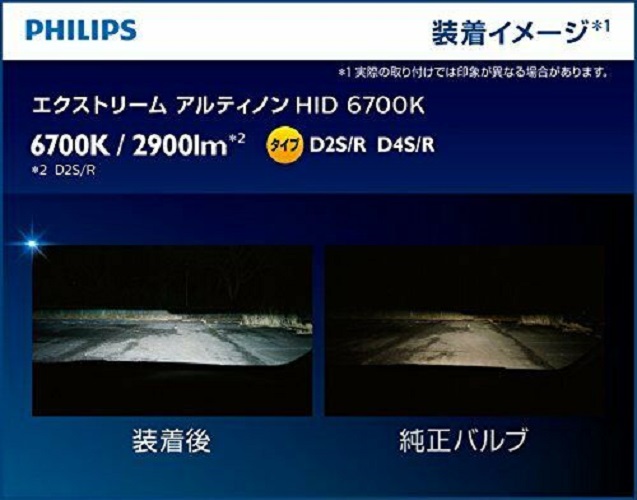 PHILIPS
装着イメージ*1
*1 実際の取り付けでは印象が異なる場合があります。
エクストリーム アルティノン HID 6700K
6700K / 2900lm*2 タイプ D2S/R D4S/R
*2 D2S/R
装着後
純正バルブ